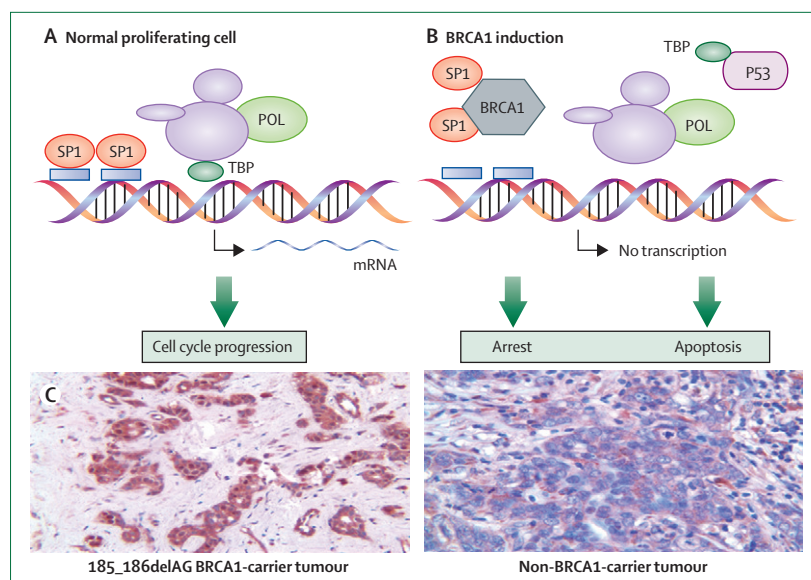 A Normal proliferating cell
SP1
SP1
POL
TBP
mRNA
Cell cycle progression
B BRCA1 induction
SP1
SP1
BRCA1
TBP
P53
POL
No transcription
Arrest
Apoptosis
C
185_186delAG BRCA1-carrier tumour
Non-BRCA1-carrier tumour